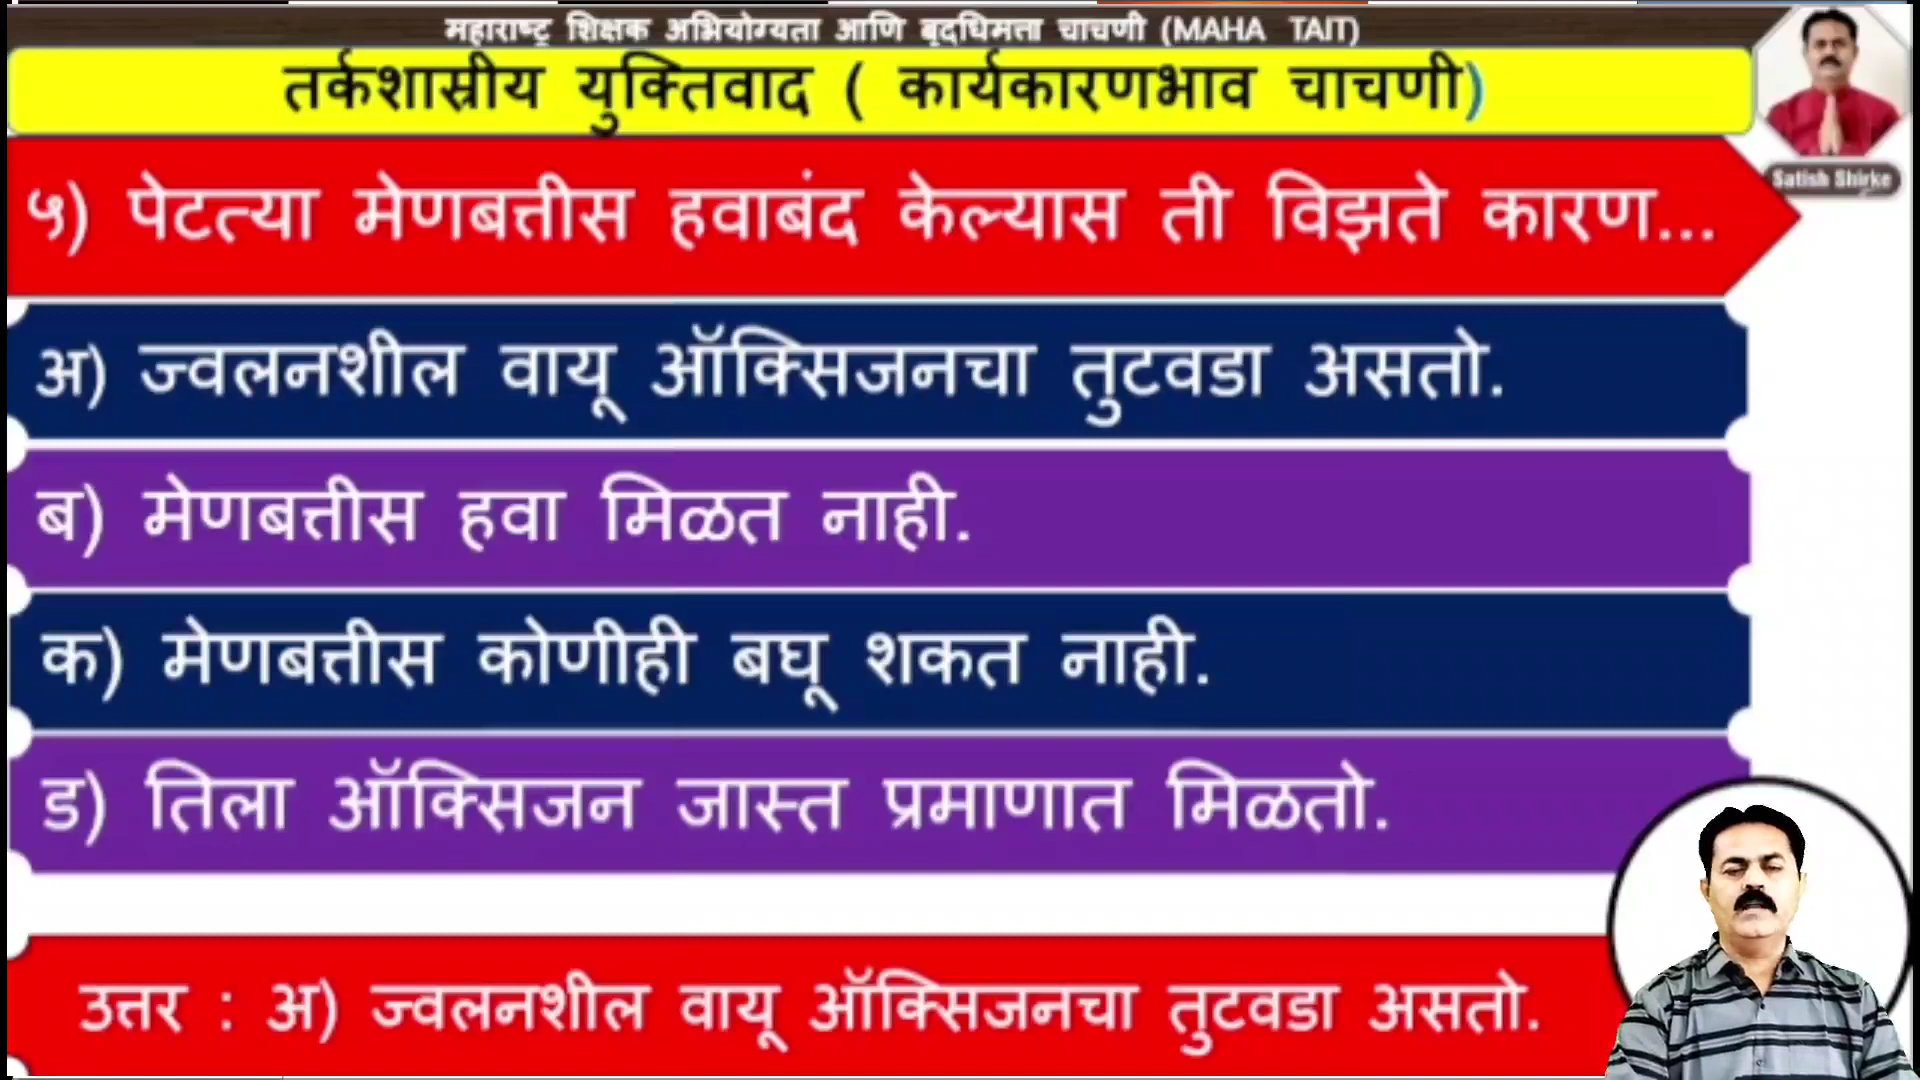 महाराष्ट्र शिक्षक अभियोग्यता आणि बुद्धिमत्ता चाचणी (MAHA TAIT)
तर्कशास्रीय युक्तिवाद ( कार्यकारणभाव चाचणी)
Satish Shirke
५) पेटत्या मेणबत्तीस हवाबंद केल्यास ती विझते कारण...
अ) ज्वलनशील वायू ऑक्सिजनचा तुटवडा असतो.
ब) मेणबत्तीस हवा मिळत नाही.
क) मेणबत्तीस कोणीही बघू शकत नाही.
ड) तिला ऑक्सिजन जास्त प्रमाणात मिळतो.
उत्तर : अ) ज्वलनशील वायू ऑक्सिजनचा तुटवडा असतो.